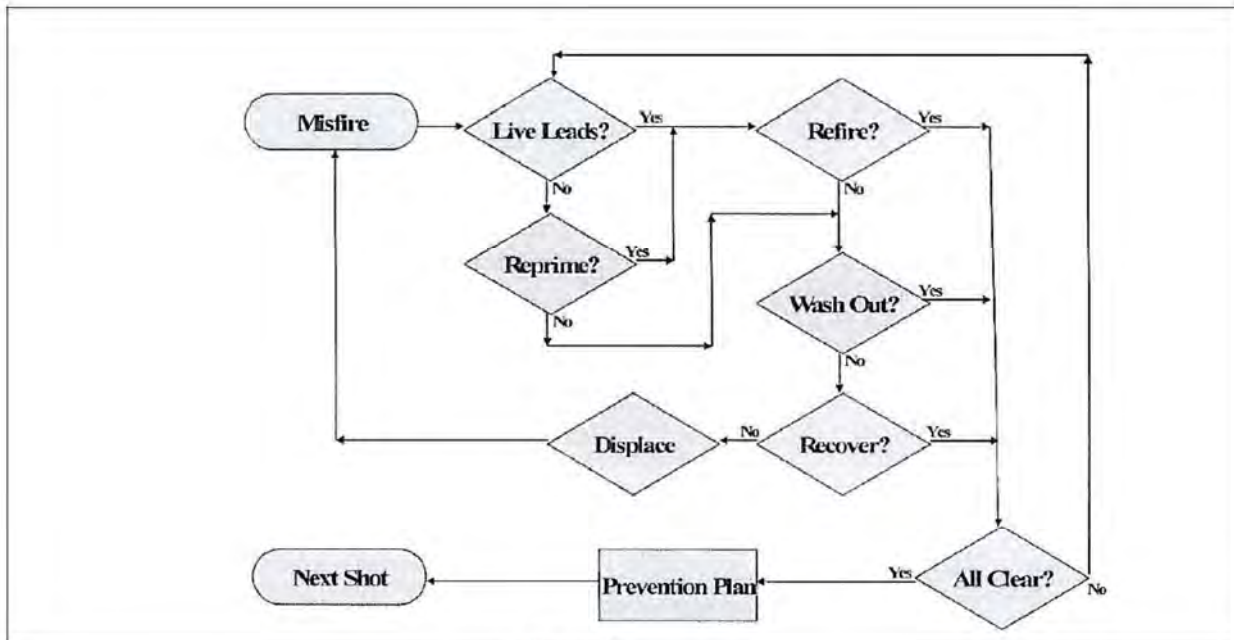 Misfire
Live Leads?
Yes
Refire?
Yes
No
No
Reprime?
Yes
No
Wash Out?
Yes
No
Displace
No
Recover?
Yes
Next Shot
Prevention Plan
Yes
All Clear?
No